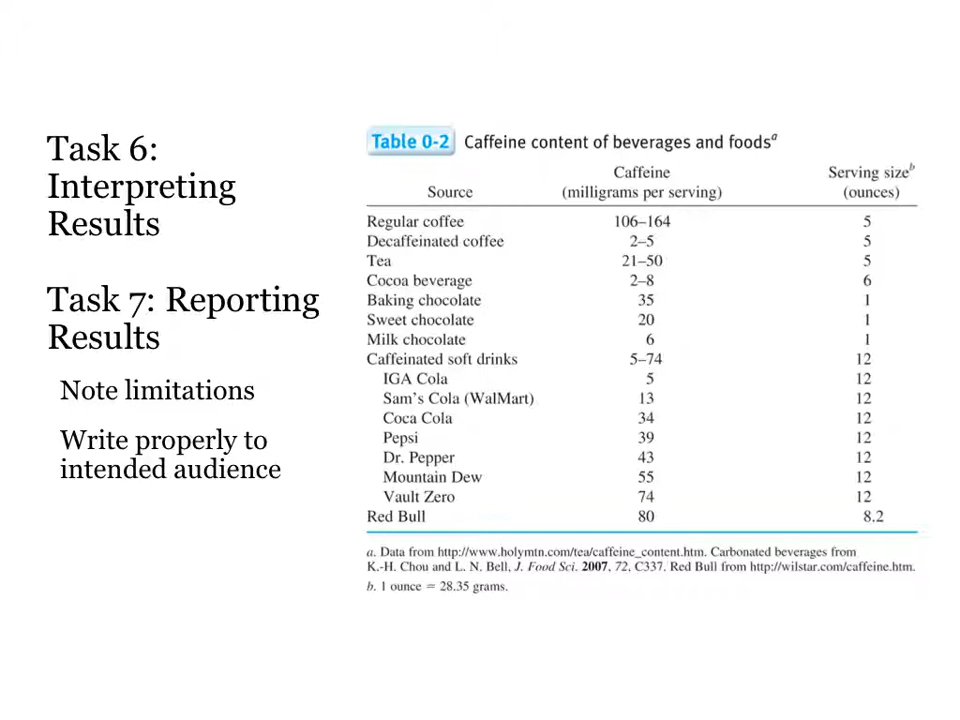 Task 6:
Interpreting
Results
Task 7: Reporting
Results
Note limitations
Write properly to
intended audience
Table 0-2 Caffeine content of beverages and foodsᵃ
Source Caffeine (milligrams per serving) Serving sizeᵇ (ounces)
Regular coffee 106–164 5
Decaffeinated coffee 2–5 5
Tea 21–50 5
Cocoa beverage 2–8 6
Baking chocolate 35 1
Sweet chocolate 20 1
Milk chocolate 6 1
Caffeinated soft drinks 5–74 12
IGA Cola 5 12
Sam's Cola (WalMart) 13 12
Coca Cola 34 12
Pepsi 39 12
Dr. Pepper 43 12
Mountain Dew 55 12
Vault Zero 74 12
Red Bull 80 8.2
a. Data from http://www.holymtn.com/tea/caffeine_content.htm. Carbonated beverages from
K.-H. Chou and L. N. Bell, J. Food Sci. 2007, 72, C337. Red Bull from http://wilstar.com/caffeine.htm.
b. 1 ounce = 28.35 grams.